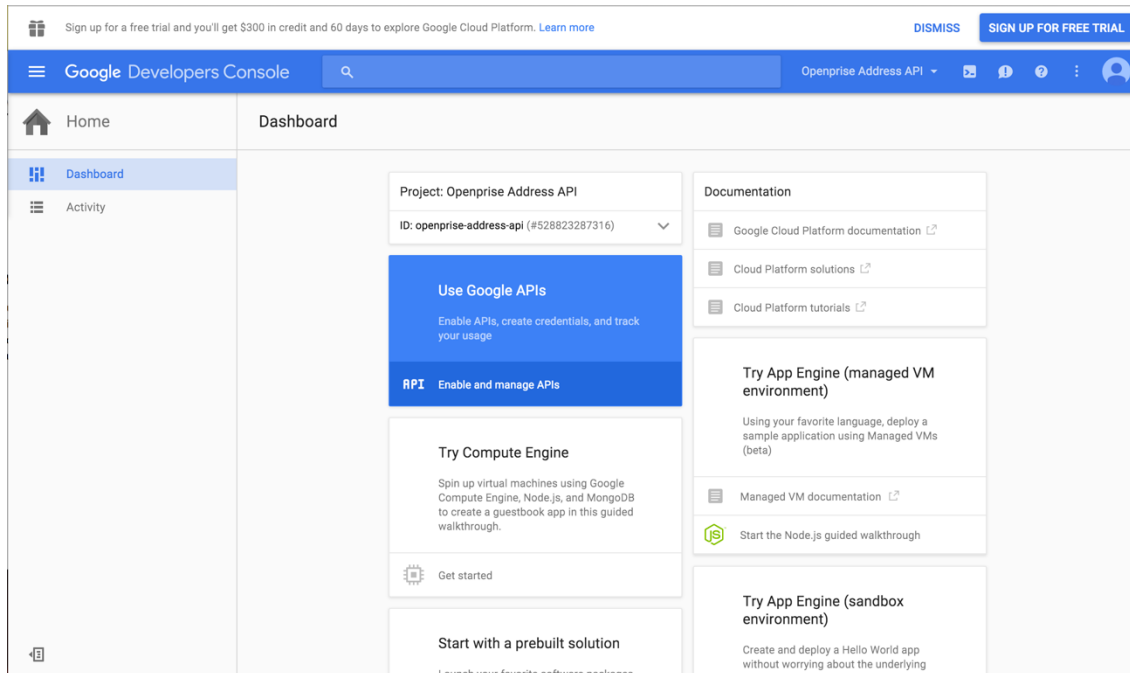 Sign up for a free trial and you'll get $300 in credit and 60 days to explore Google Cloud Platform. Learn more
DISMISS
SIGN UP FOR FREE TRIAL
Google Developers Console
Openprise Address API
Home
Dashboard
Activity
Dashboard
Project: Openprise Address API
ID: openprise-address-api (#528823287316)
Use Google APIs
Enable APIs, create credentials, and track
your usage
API Enable and manage APIs
Try Compute Engine
Spin up virtual machines using Google
Compute Engine, Node.js, and MongoDB
to create a guestbook app in this guided
walkthrough.
Get started
Start with a prebuilt solution
Launch your favorite software packages
Documentation
Google Cloud Platform documentation
Cloud Platform solutions
Cloud Platform tutorials
Try App Engine (managed VM
environment)
Using your favorite language, deploy a
sample application using Managed VMs
(beta)
Managed VM documentation
JS Start the Node.js guided walkthrough
Try App Engine (sandbox
environment)
Create and deploy a Hello World app
without worrying about the underlying